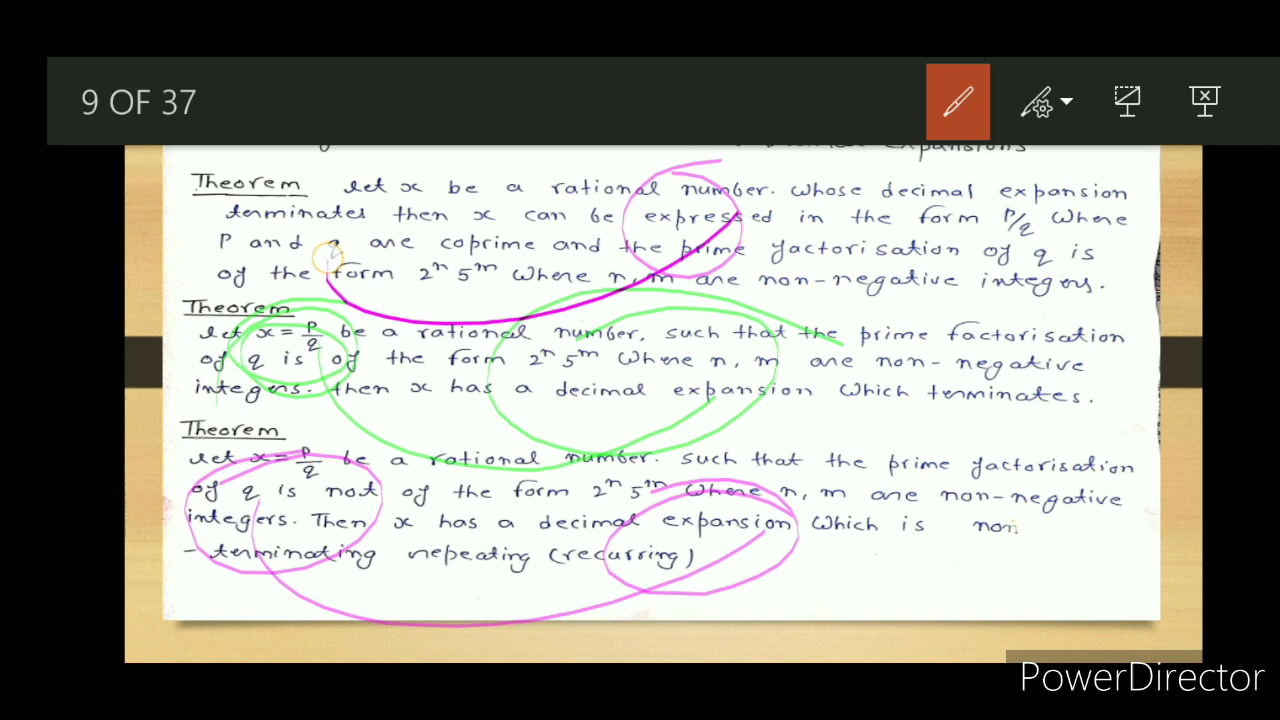 9 OF 37
Expansions
Theorem let x be a rational number. whose decimal expansion
terminates then x can be expressed in the form P/q where
P and q are coprime and the prime factorisation of q is
of the form 2ⁿ 5ᵐ where n, m are non-negative integers.
Theorem
let x = P/q be a rational number, such that the prime factorisation
of q is of the form 2ⁿ 5ᵐ where n, m are non-negative
integers. then x has a decimal expansion which terminates.
Theorem
let x = P/q be a rational number. such that the prime factorisation
of q is not of the form 2ⁿ 5ᵐ where n, m are non-negative
integers. Then x has a decimal expansion which is non
- terminating repeating (recurring)
PowerDirector